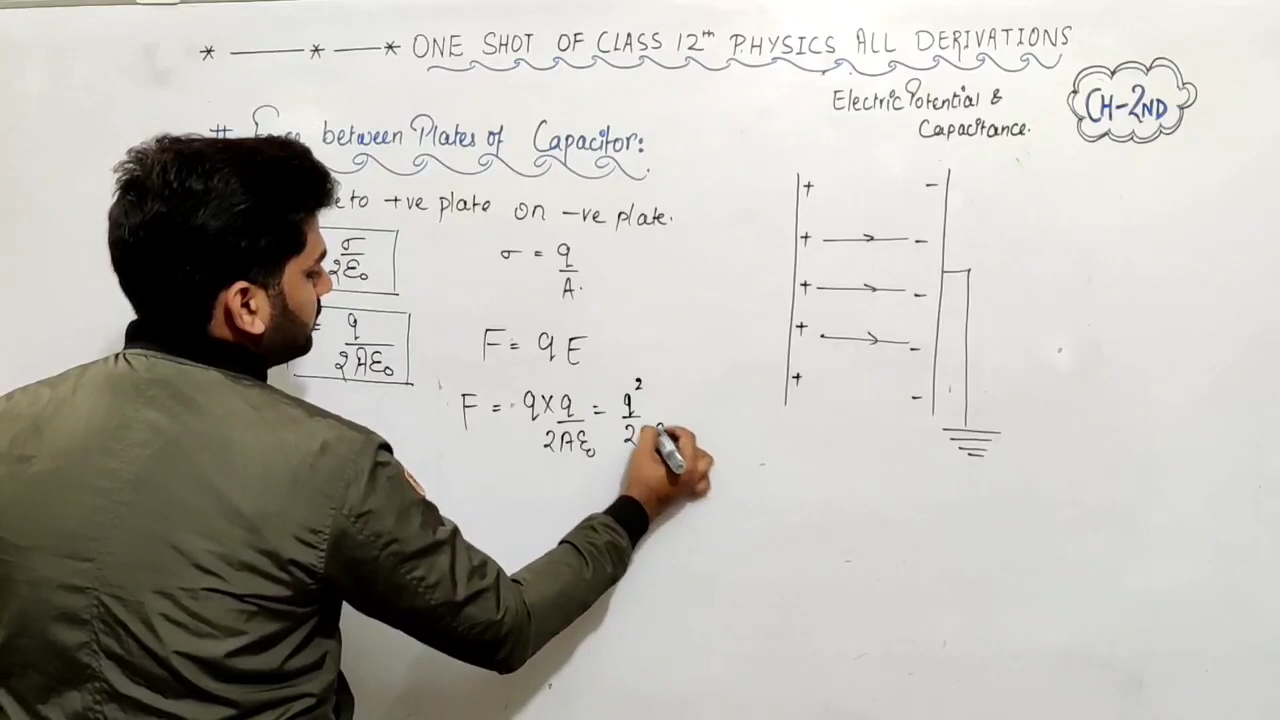 * — * — * ONE SHOT OF CLASS 12th PHYSICS ALL DERIVATIONS
Electric Potential &
Capacitance.
CH-2ND
# between Plates of Capacitor:
to +ve plate on -ve plate.
σ/2ε₀
σ = q/A.
= q/2Aε₀
F = qE
F = q × q/2Aε₀ = q²/2
+ -
+ -
+ -
+ -
+ -